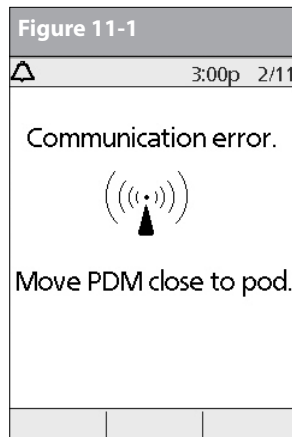 Figure 11-1
3:00p 2/11
Communication error.
Move PDM close to pod.